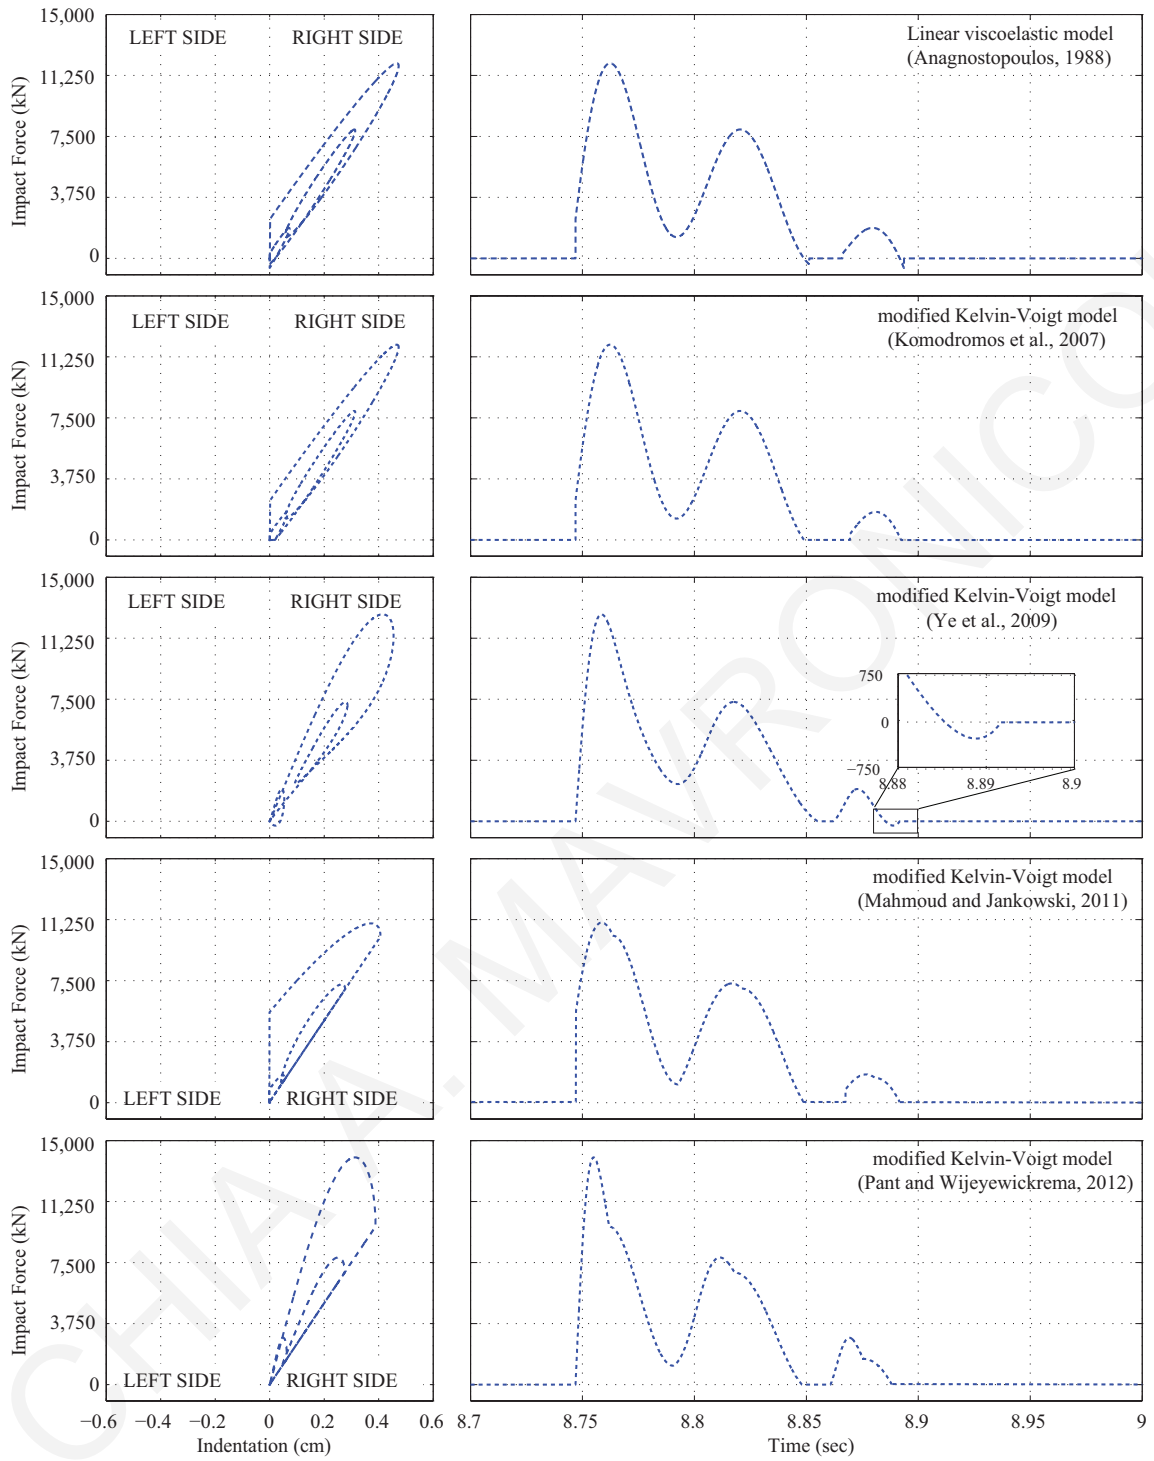 15,000
11,250
7,500
3,750
0
Impact Force (kN)
LEFT SIDE RIGHT SIDE
Linear viscoelastic model
(Anagnostopoulos, 1988)
15,000
11,250
7,500
3,750
0
Impact Force (kN)
LEFT SIDE RIGHT SIDE
modified Kelvin-Voigt model
(Komodromos et al., 2007)
15,000
11,250
7,500
3,750
0
Impact Force (kN)
LEFT SIDE RIGHT SIDE
modified Kelvin-Voigt model
(Ye et al., 2009)
750
0
−750
8.88 8.89 8.9
15,000
11,250
7,500
3,750
0
Impact Force (kN)
LEFT SIDE RIGHT SIDE
modified Kelvin-Voigt model
(Mahmoud and Jankowski, 2011)
15,000
11,250
7,500
3,750
0
Impact Force (kN)
LEFT SIDE RIGHT SIDE
modified Kelvin-Voigt model
(Pant and Wijeyewickrema, 2012)
−0.6 −0.4 −0.2 0 0.2 0.4 0.6
Indentation (cm)
8.7 8.75 8.8 8.85 8.9 8.95 9
Time (sec)
CHIA A. MAVRONICO